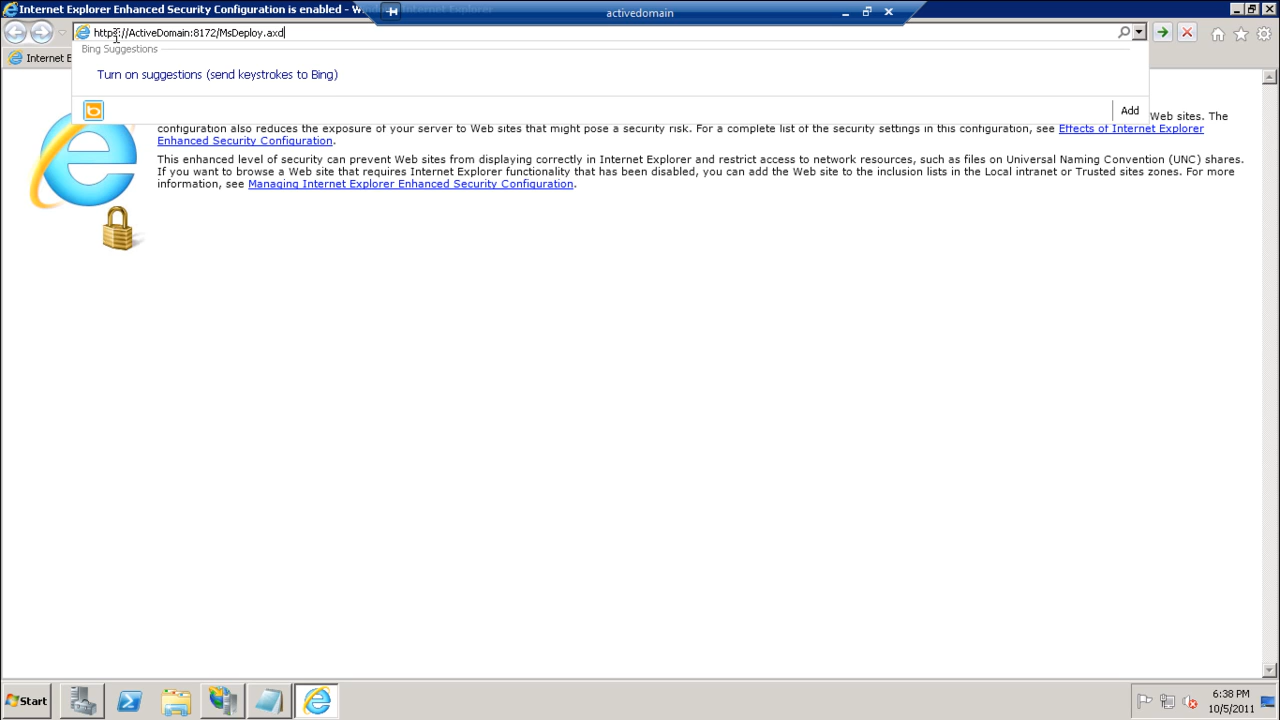 Internet Explorer Enhanced Security Configuration is enabled - W
activedomain
https://ActiveDomain:8172/MsDeploy.axd
Bing Suggestions
Internet E
Turn on suggestions (send keystrokes to Bing)
Add
Web sites. The
configuration also reduces the exposure of your server to Web sites that might pose a security risk. For a complete list of the security settings in this configuration, see Effects of Internet Explorer
Enhanced Security Configuration.
This enhanced level of security can prevent Web sites from displaying correctly in Internet Explorer and restrict access to network resources, such as files on Universal Naming Convention (UNC) shares.
If you want to browse a Web site that requires Internet Explorer functionality that has been disabled, you can add the Web site to the inclusion lists in the Local intranet or Trusted sites zones. For more
information, see Managing Internet Explorer Enhanced Security Configuration.
Start
6:38 PM
10/5/2011